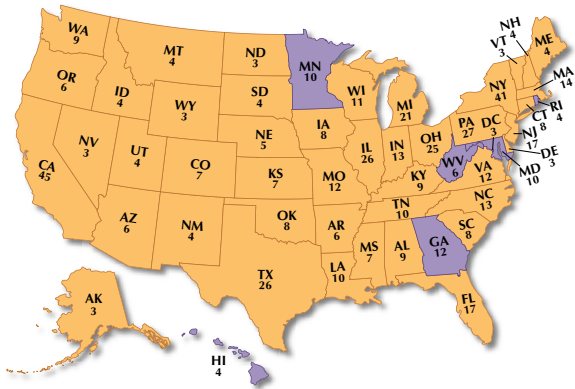 WA
9
OR
6
CA
45
NV
3
ID
4
MT
4
WY
3
UT
4
AZ
6
CO
7
NM
4
ND
3
SD
4
NE
5
KS
7
OK
8
TX
26
MN
10
IA
8
MO
12
AR
6
LA
10
WI
11
IL
26
MI
21
IN
13
OH
25
KY
9
TN
10
MS
7
AL
9
GA
12
FL
17
SC
8
NC
13
VA
12
WV
6
PA
27
NY
41
VT
3
NH
4
ME
4
MA
14
RI
4
CT
8
NJ
17
DE
3
MD
10
DC
3
AK
3
HI
4